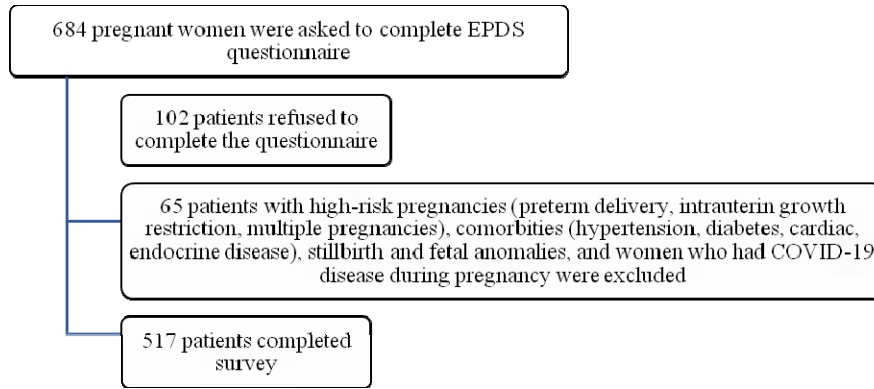 684 pregnant women were asked to complete EPDS
questionnaire
102 patients refused to
complete the questionnaire
65 patients with high-risk pregnancies (preterm delivery, intrauterin growth
restriction, multiple pregnancies), comorbities (hypertension, diabetes, cardiac,
endocrine disease), stillbirth and fetal anomalies, and women who had COVID-19
disease during pregnancy were excluded
517 patients completed
survey